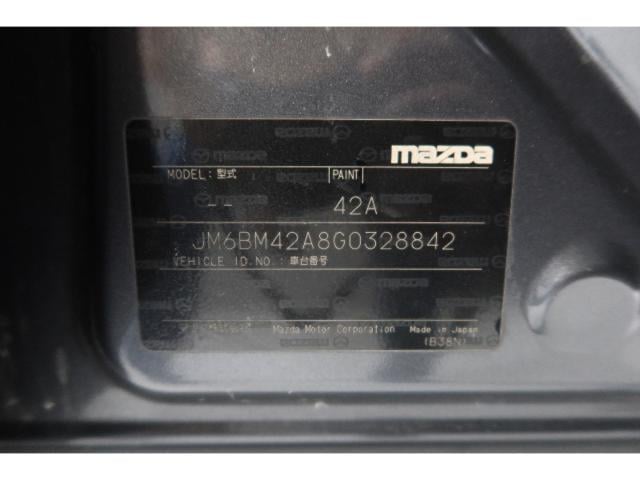 mazda
MODEL: 型式 PAINT
-- 42A
JM6BM42A8G0328842
VEHICLE ID.NO.: 車台番号
Mazda Motor Corporation Made in Japan
(B38N)